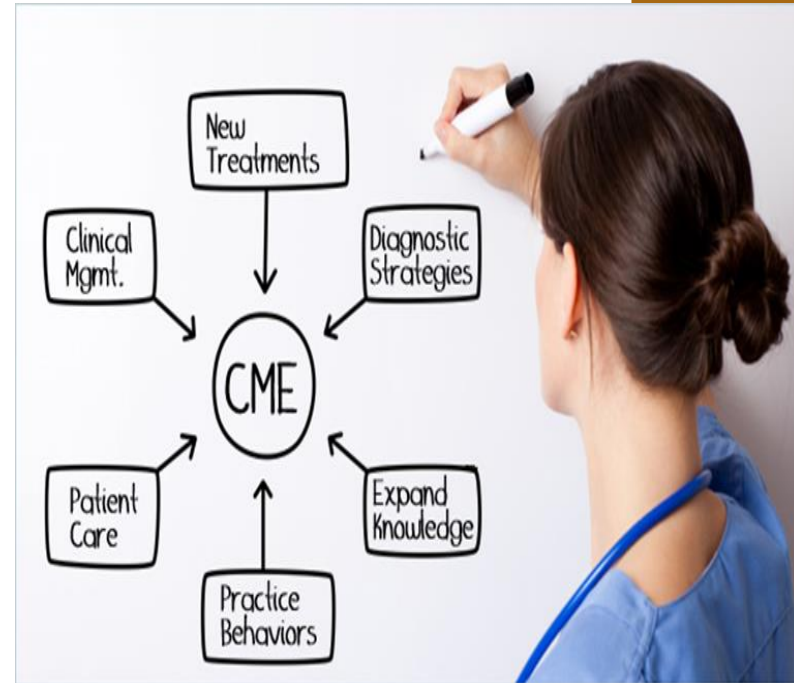 New
Treatments
Clinical
Mgmt.
Diagnostic
Strategies
CME
Patient
Care
Expand
Knowledge
Practice
Behaviors